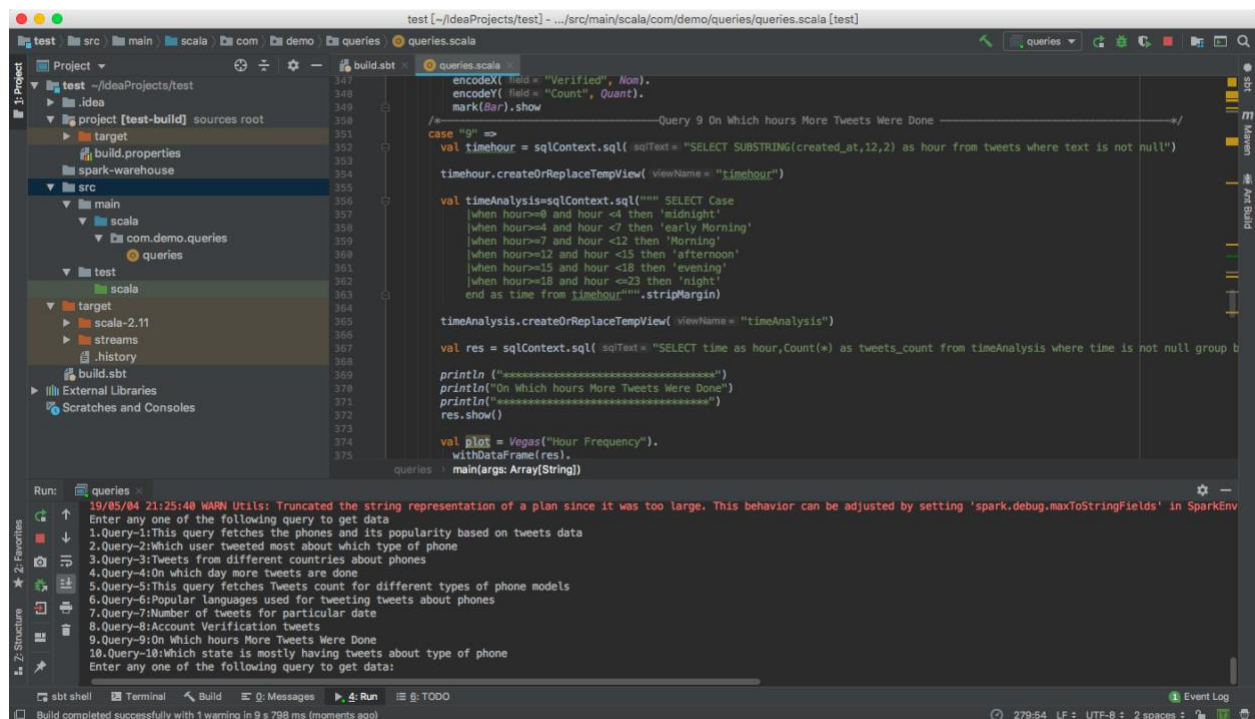 test [~/IdeaProjects/test] - .../src/main/scala/com/demo/queries/queries.scala [test]
test src main scala com demo queries queries.scala
queries
Project
build.sbt
queries.scala
1: Project
test ~/IdeaProjects/test
.idea
project [test-build] sources root
target
build.properties
spark-warehouse
src
main
scala
com.demo.queries
queries
test
scala
target
scala-2.11
streams
.history
build.sbt
External Libraries
Scratches and Consoles
347 encodeX( field = "Verified", Nom).
348 encodeY( field = "Count", Quant).
349 mark(Bar).show
350 /*————Query 9 On Which hours More Tweets Were Done ————*/
351 case "9" =>
352 val timehour = sqlContext.sql( sqlText = "SELECT SUBSTRING(created_at,12,2) as hour from tweets where text is not null")
353
354 timehour.createOrReplaceTempView( viewName = "timehour")
355
356 val timeAnalysis=sqlContext.sql(""" SELECT Case
357 |when hour>=0 and hour <4 then 'midnight'
358 |when hour>=4 and hour <7 then 'early Morning'
359 |when hour>=7 and hour <12 then 'Morning'
360 |when hour>=12 and hour <15 then 'afternoon'
361 |when hour>=15 and hour <18 then 'evening'
362 |when hour>=18 and hour <=23 then 'night'
363 end as time from timehour""".stripMargin)
364
365 timeAnalysis.createOrReplaceTempView( viewName = "timeAnalysis")
366
367 val res = sqlContext.sql( sqlText = "SELECT time as hour,Count(*) as tweets_count from timeAnalysis where time is not null group b
368
369 println ("**********************************")
370 println("On Which hours More Tweets Were Done")
371 println("**********************************")
372 res.show()
373
374 val plot = Vegas("Hour Frequency").
375 withDataFrame(res).
queries main(args: Array[String])
sbt
Maven
Ant Build
Run: queries
19/05/04 21:25:40 WARN Utils: Truncated the string representation of a plan since it was too large. This behavior can be adjusted by setting 'spark.debug.maxToStringFields' in SparkEnv
Enter any one of the following query to get data
1.Query-1:This query fetches the phones and its popularity based on tweets data
2.Query-2:Which user tweeted most about which type of phone
3.Query-3:Tweets from different countries about phones
4.Query-4:On which day more tweets are done
5.Query-5:This query fetches Tweets count for different types of phone models
6.Query-6:Popular languages used for tweeting tweets about phones
7.Query-7:Number of tweets for particular date
8.Query-8:Account Verification tweets
9.Query-9:On Which hours More Tweets Were Done
10.Query-10:Which state is mostly having tweets about type of phone
Enter any one of the following query to get data:
2: Favorites
7: Structure
sbt shell Terminal Build 0: Messages 4: Run 6: TODO 1 Event Log
Build completed successfully with 1 warning in 9 s 798 ms (moments ago) 279:54 LF UTF-8 2 spaces